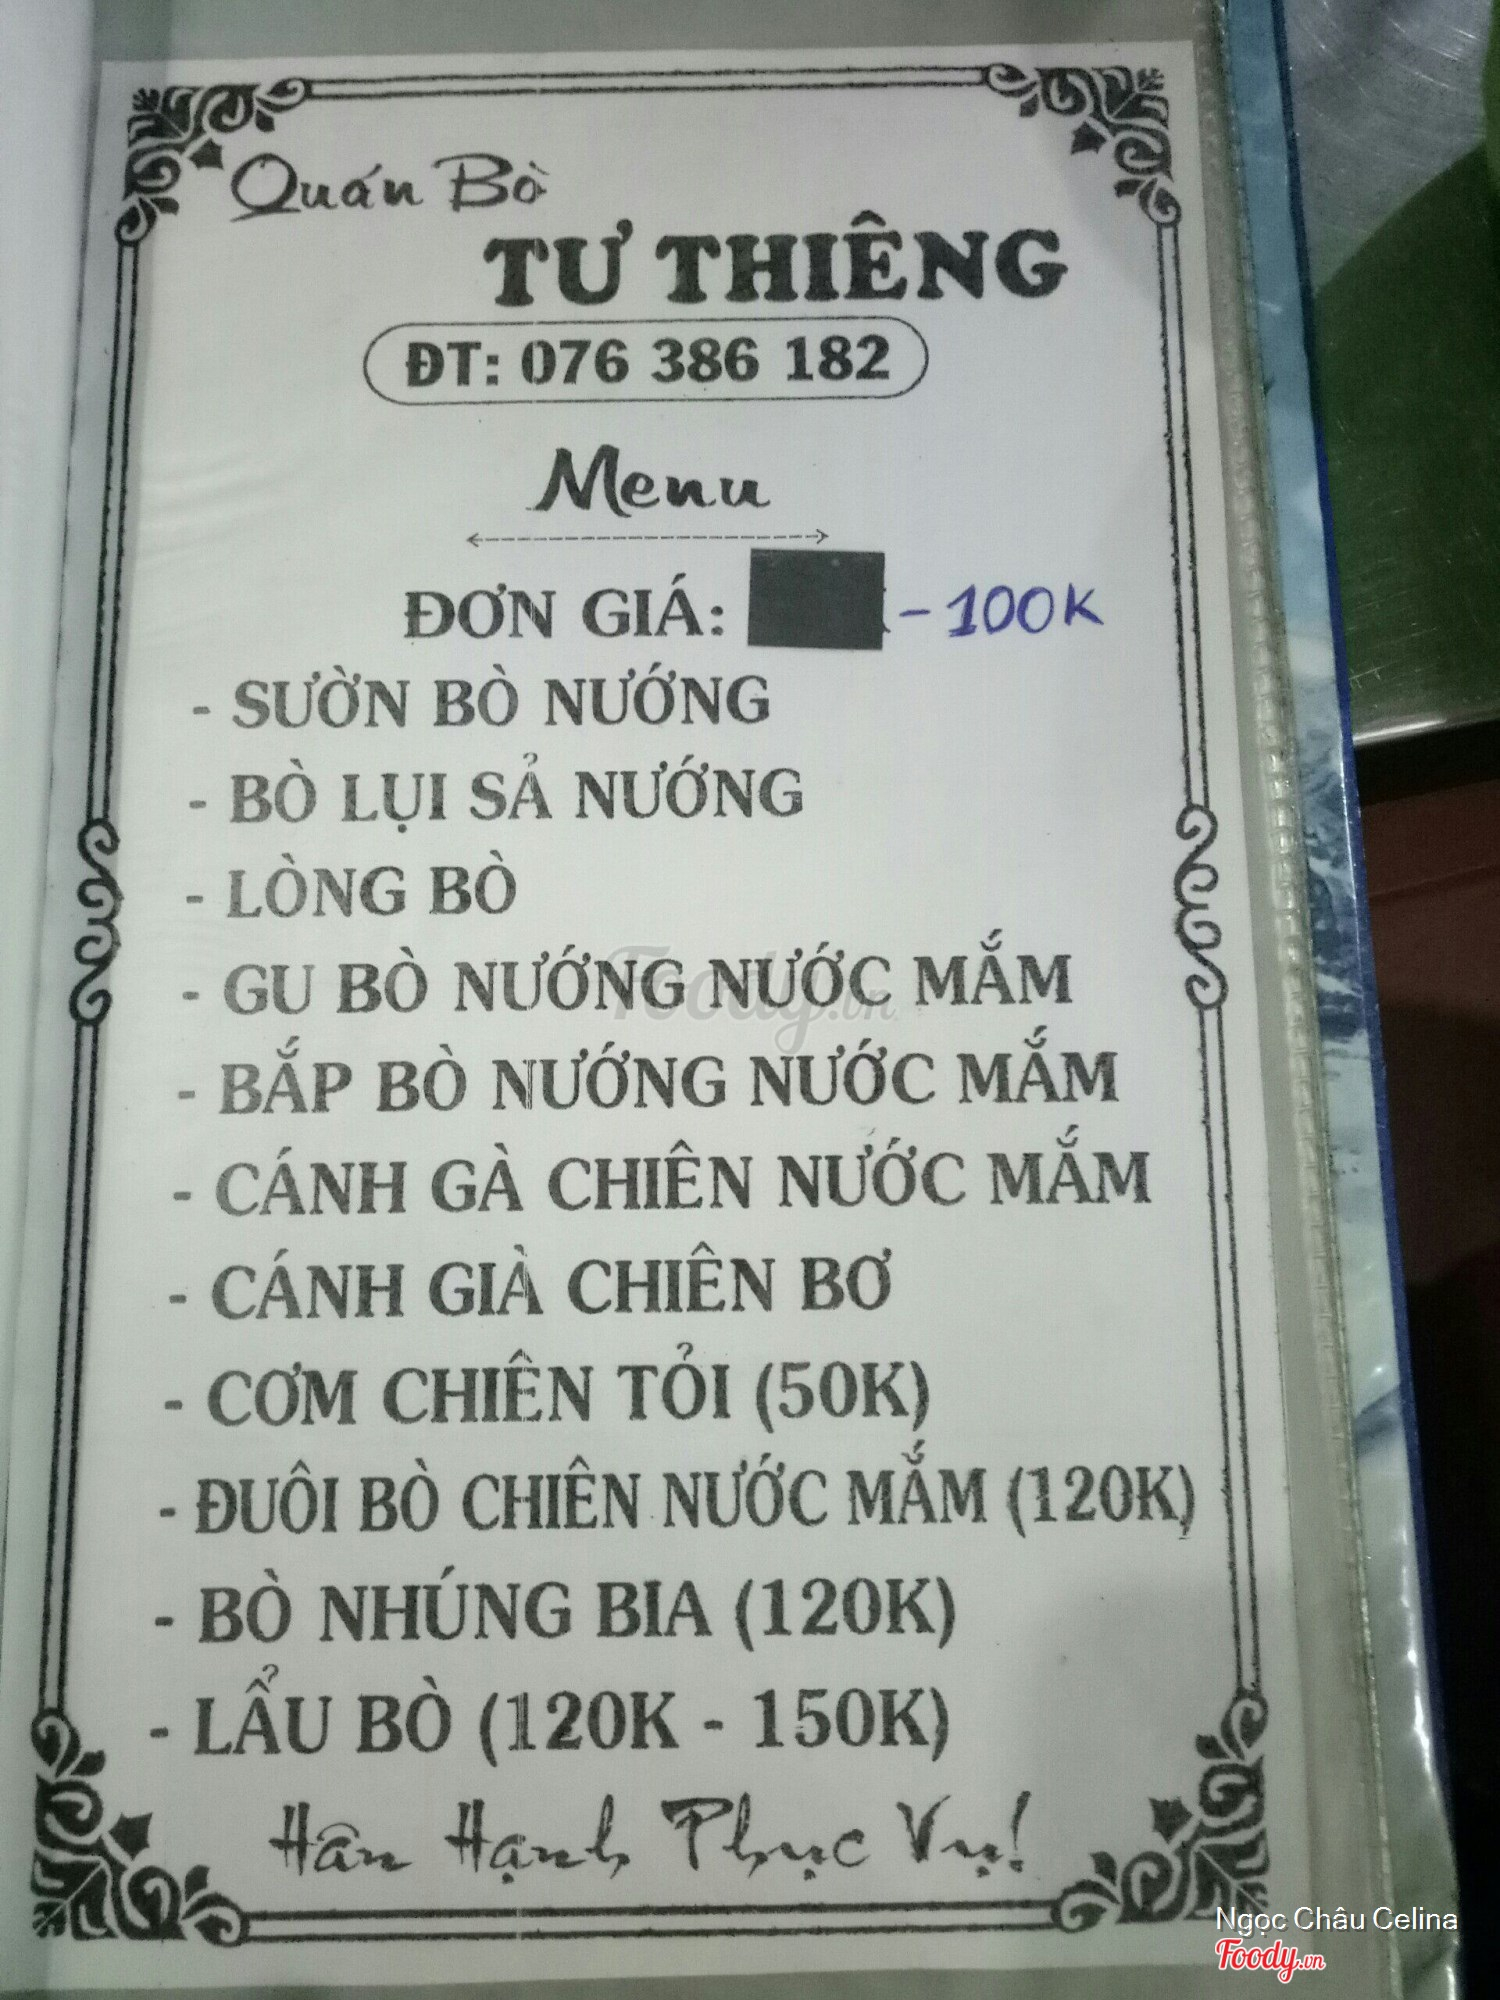 Quán Bò
TƯ THIÊNG
ĐT: 076 386 182
Menu
ĐƠN GIÁ: - 100K
- SƯỜN BÒ NƯỚNG
- BÒ LỤI SẢ NƯỚNG
- LÒNG BÒ
- GU BÒ NƯỚNG NƯỚC MẮM
- BẮP BÒ NƯỚNG NƯỚC MẮM
- CÁNH GÀ CHIÊN NƯỚC MẮM
- CÁNH GIÀ CHIÊN BƠ
- CƠM CHIÊN TỎI (50K)
- ĐUÔI BÒ CHIÊN NƯỚC MẮM (120K)
- BÒ NHÚNG BIA (120K)
- LẨU BÒ (120K - 150K)
Hân Hạnh Phục Vụ!
Foody.vn
Ngọc Châu Celina
Foody.vn